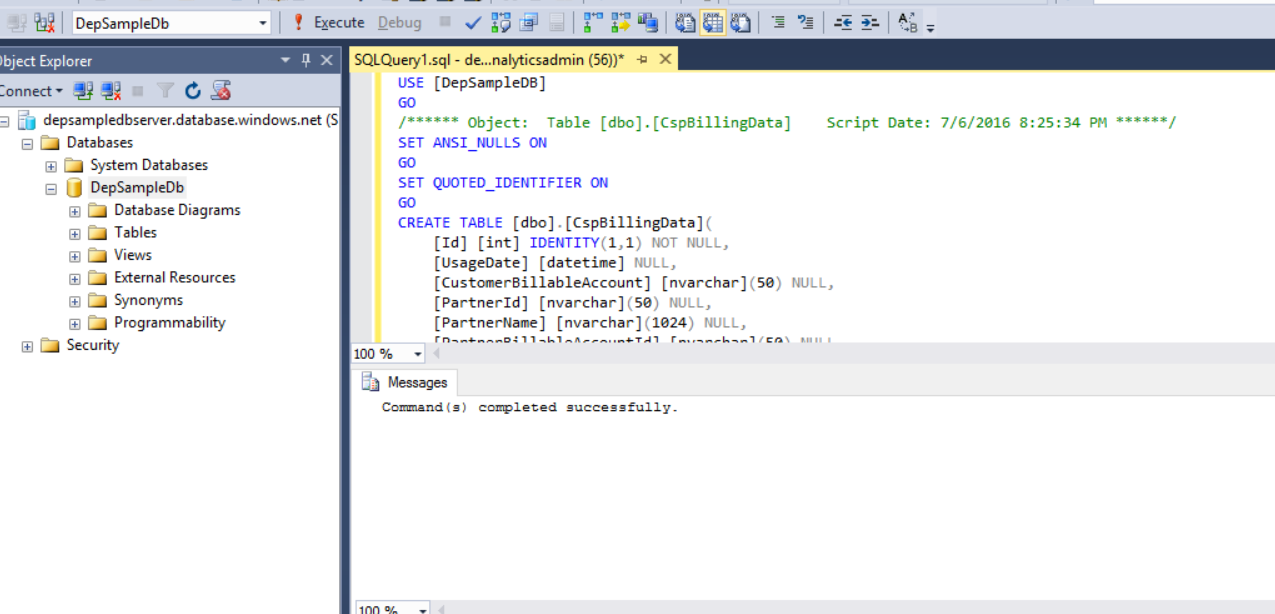 DepSampleDb
Execute
Debug
Object Explorer
Connect
depsampledbserver.database.windows.net (S
Databases
System Databases
DepSampleDb
Database Diagrams
Tables
Views
External Resources
Synonyms
Programmability
Security
SQLQuery1.sql - de...nalyticsadmin (56))*
USE [DepSampleDB]
GO
/****** Object:  Table [dbo].[CspBillingData]    Script Date: 7/6/2016 8:25:34 PM ******/
SET ANSI_NULLS ON
GO
SET QUOTED_IDENTIFIER ON
GO
CREATE TABLE [dbo].[CspBillingData](
[Id] [int] IDENTITY(1,1) NOT NULL,
[UsageDate] [datetime] NULL,
[CustomerBillableAccount] [nvarchar](50) NULL,
[PartnerId] [nvarchar](50) NULL,
[PartnerName] [nvarchar](1024) NULL,
[PartnerBillableAccountId] [nvarchar](50) NULL,
100 %
Messages
Command(s) completed successfully.
100 %